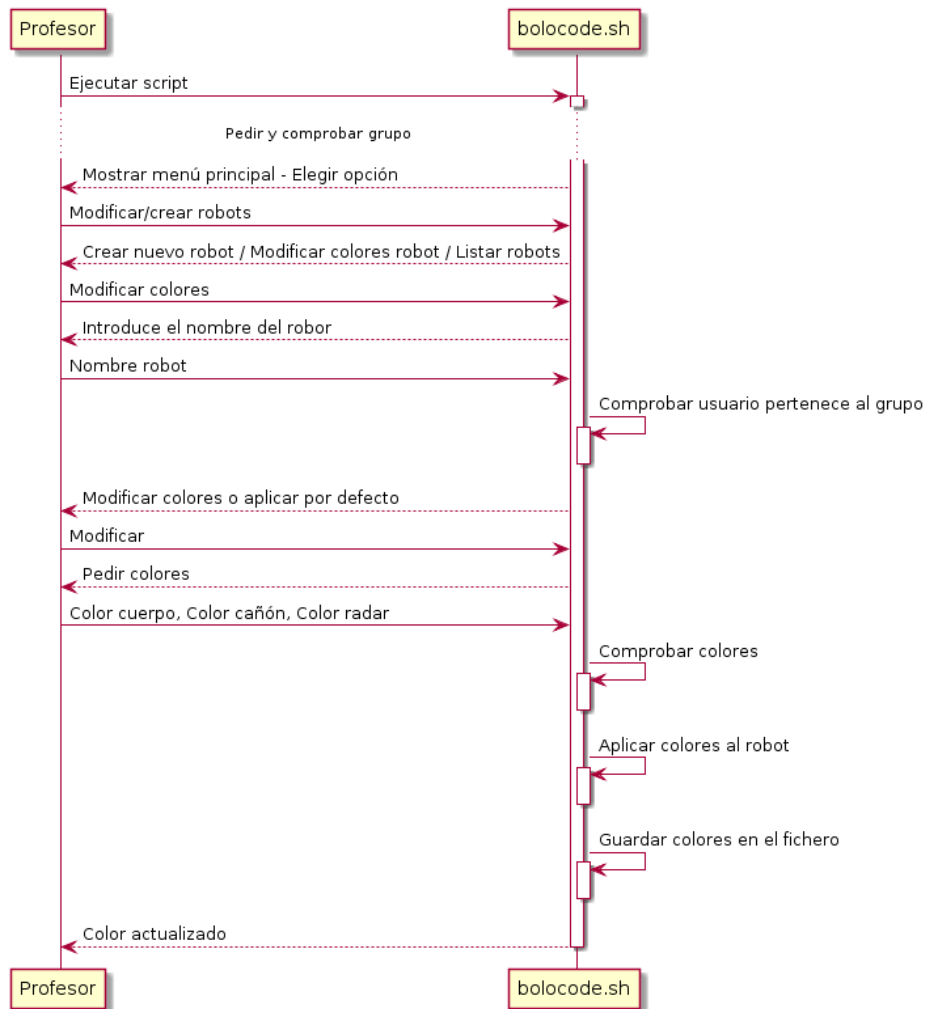 Profesor
bolocode.sh
Ejecutar script
Pedir y comprobar grupo
Mostrar menú principal - Elegir opción
Modificar/crear robots
Crear nuevo robot / Modificar colores robot / Listar robots
Modificar colores
Introduce el nombre del robor
Nombre robot
Comprobar usuario pertenece al grupo
Modificar colores o aplicar por defecto
Modificar
Pedir colores
Color cuerpo, Color cañón, Color radar
Comprobar colores
Aplicar colores al robot
Guardar colores en el fichero
Color actualizado
Profesor
bolocode.sh